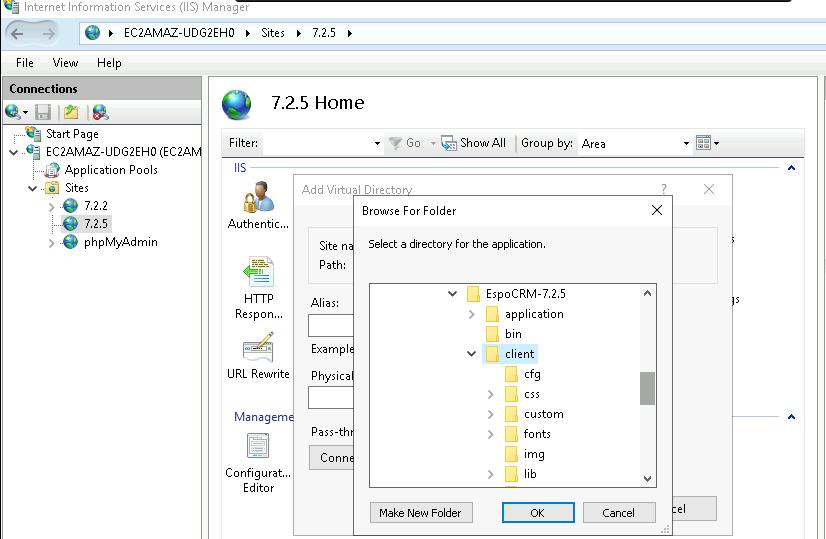 Internet Information Services (IIS) Manager
EC2AMAZ-UDG2EH0 Sites 7.2.5
File View Help
Connections
Start Page
EC2AMAZ-UDG2EH0 (EC2AM
Application Pools
Sites
7.2.2
7.2.5
phpMyAdmin
7.2.5 Home
Filter: Go Show All Group by: Area
IIS
Authentic...
HTTP
Respon...
URL Rewrite
Manageme
Configurat...
Editor
Add Virtual Directory ?
Site na
Path:
Alias:
Example
Physical
Pass-thr
Conne
cel
Browse For Folder
Select a directory for the application.
EspoCRM-7.2.5
application
bin
client
cfg
css
custom
fonts
img
lib
Make New Folder OK Cancel